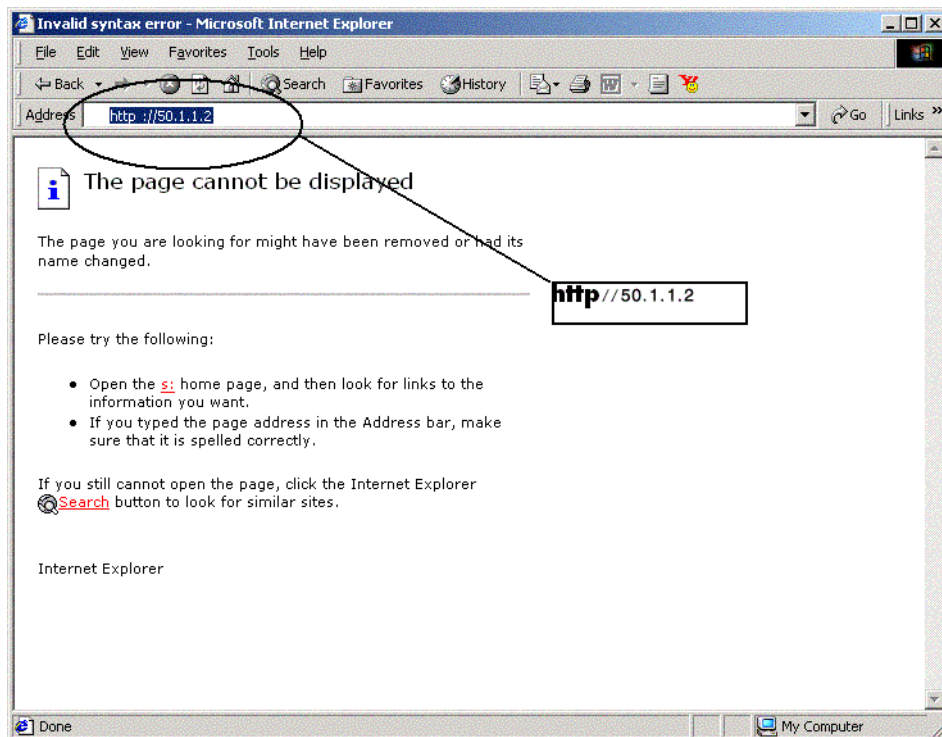 Invalid syntax error - Microsoft Internet Explorer
File Edit View Favorites Tools Help
Back Search Favorites History
Address http ://50.1.1.2 Go Links »
The page cannot be displayed
The page you are looking for might have been removed or had its
name changed.
http//50.1.1.2
Please try the following:
• Open the s: home page, and then look for links to the
information you want.
• If you typed the page address in the Address bar, make
sure that it is spelled correctly.
If you still cannot open the page, click the Internet Explorer
Search button to look for similar sites.
Internet Explorer
Done My Computer